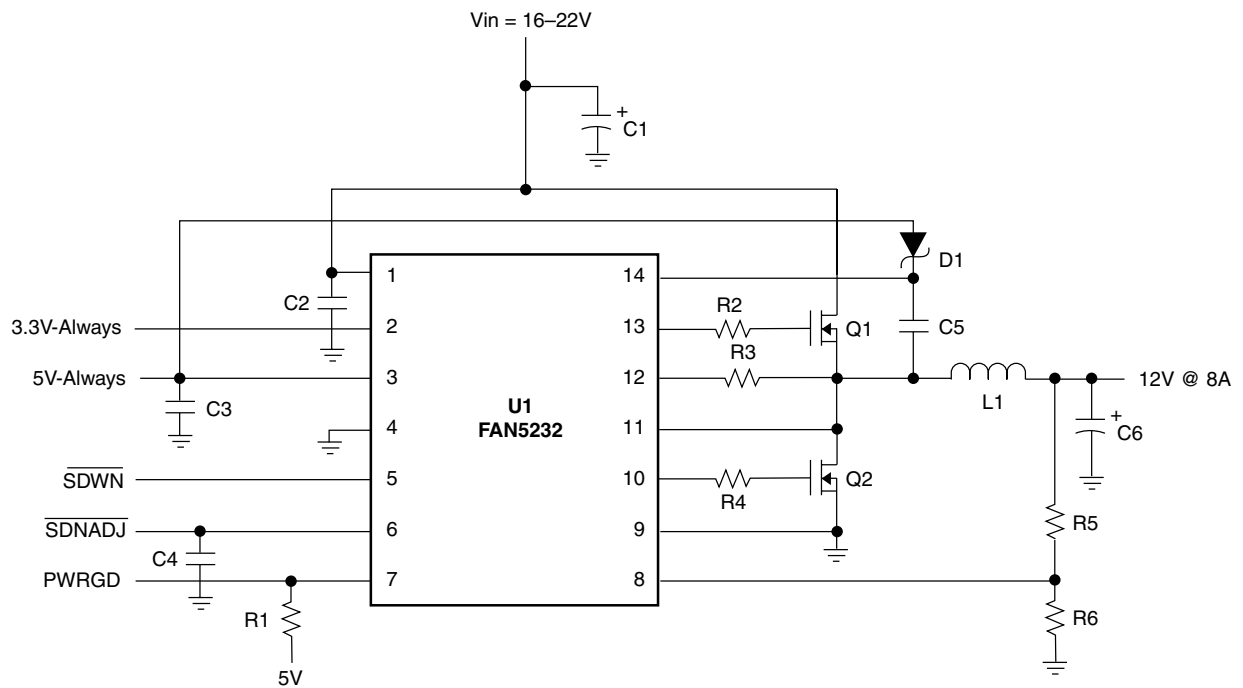 Vin = 16–22V
+
C1
D1
1
14
C2
R2
3.3V-Always
2
13
Q1
C5
R3
5V-Always
3
12
12V @ 8A
C3
U1
FAN5232
L1
+
C6
4
11
SDWN
5
10
Q2
R4
SDNADJ
6
9
R5
C4
PWRGD
7
8
R1
R6
5V